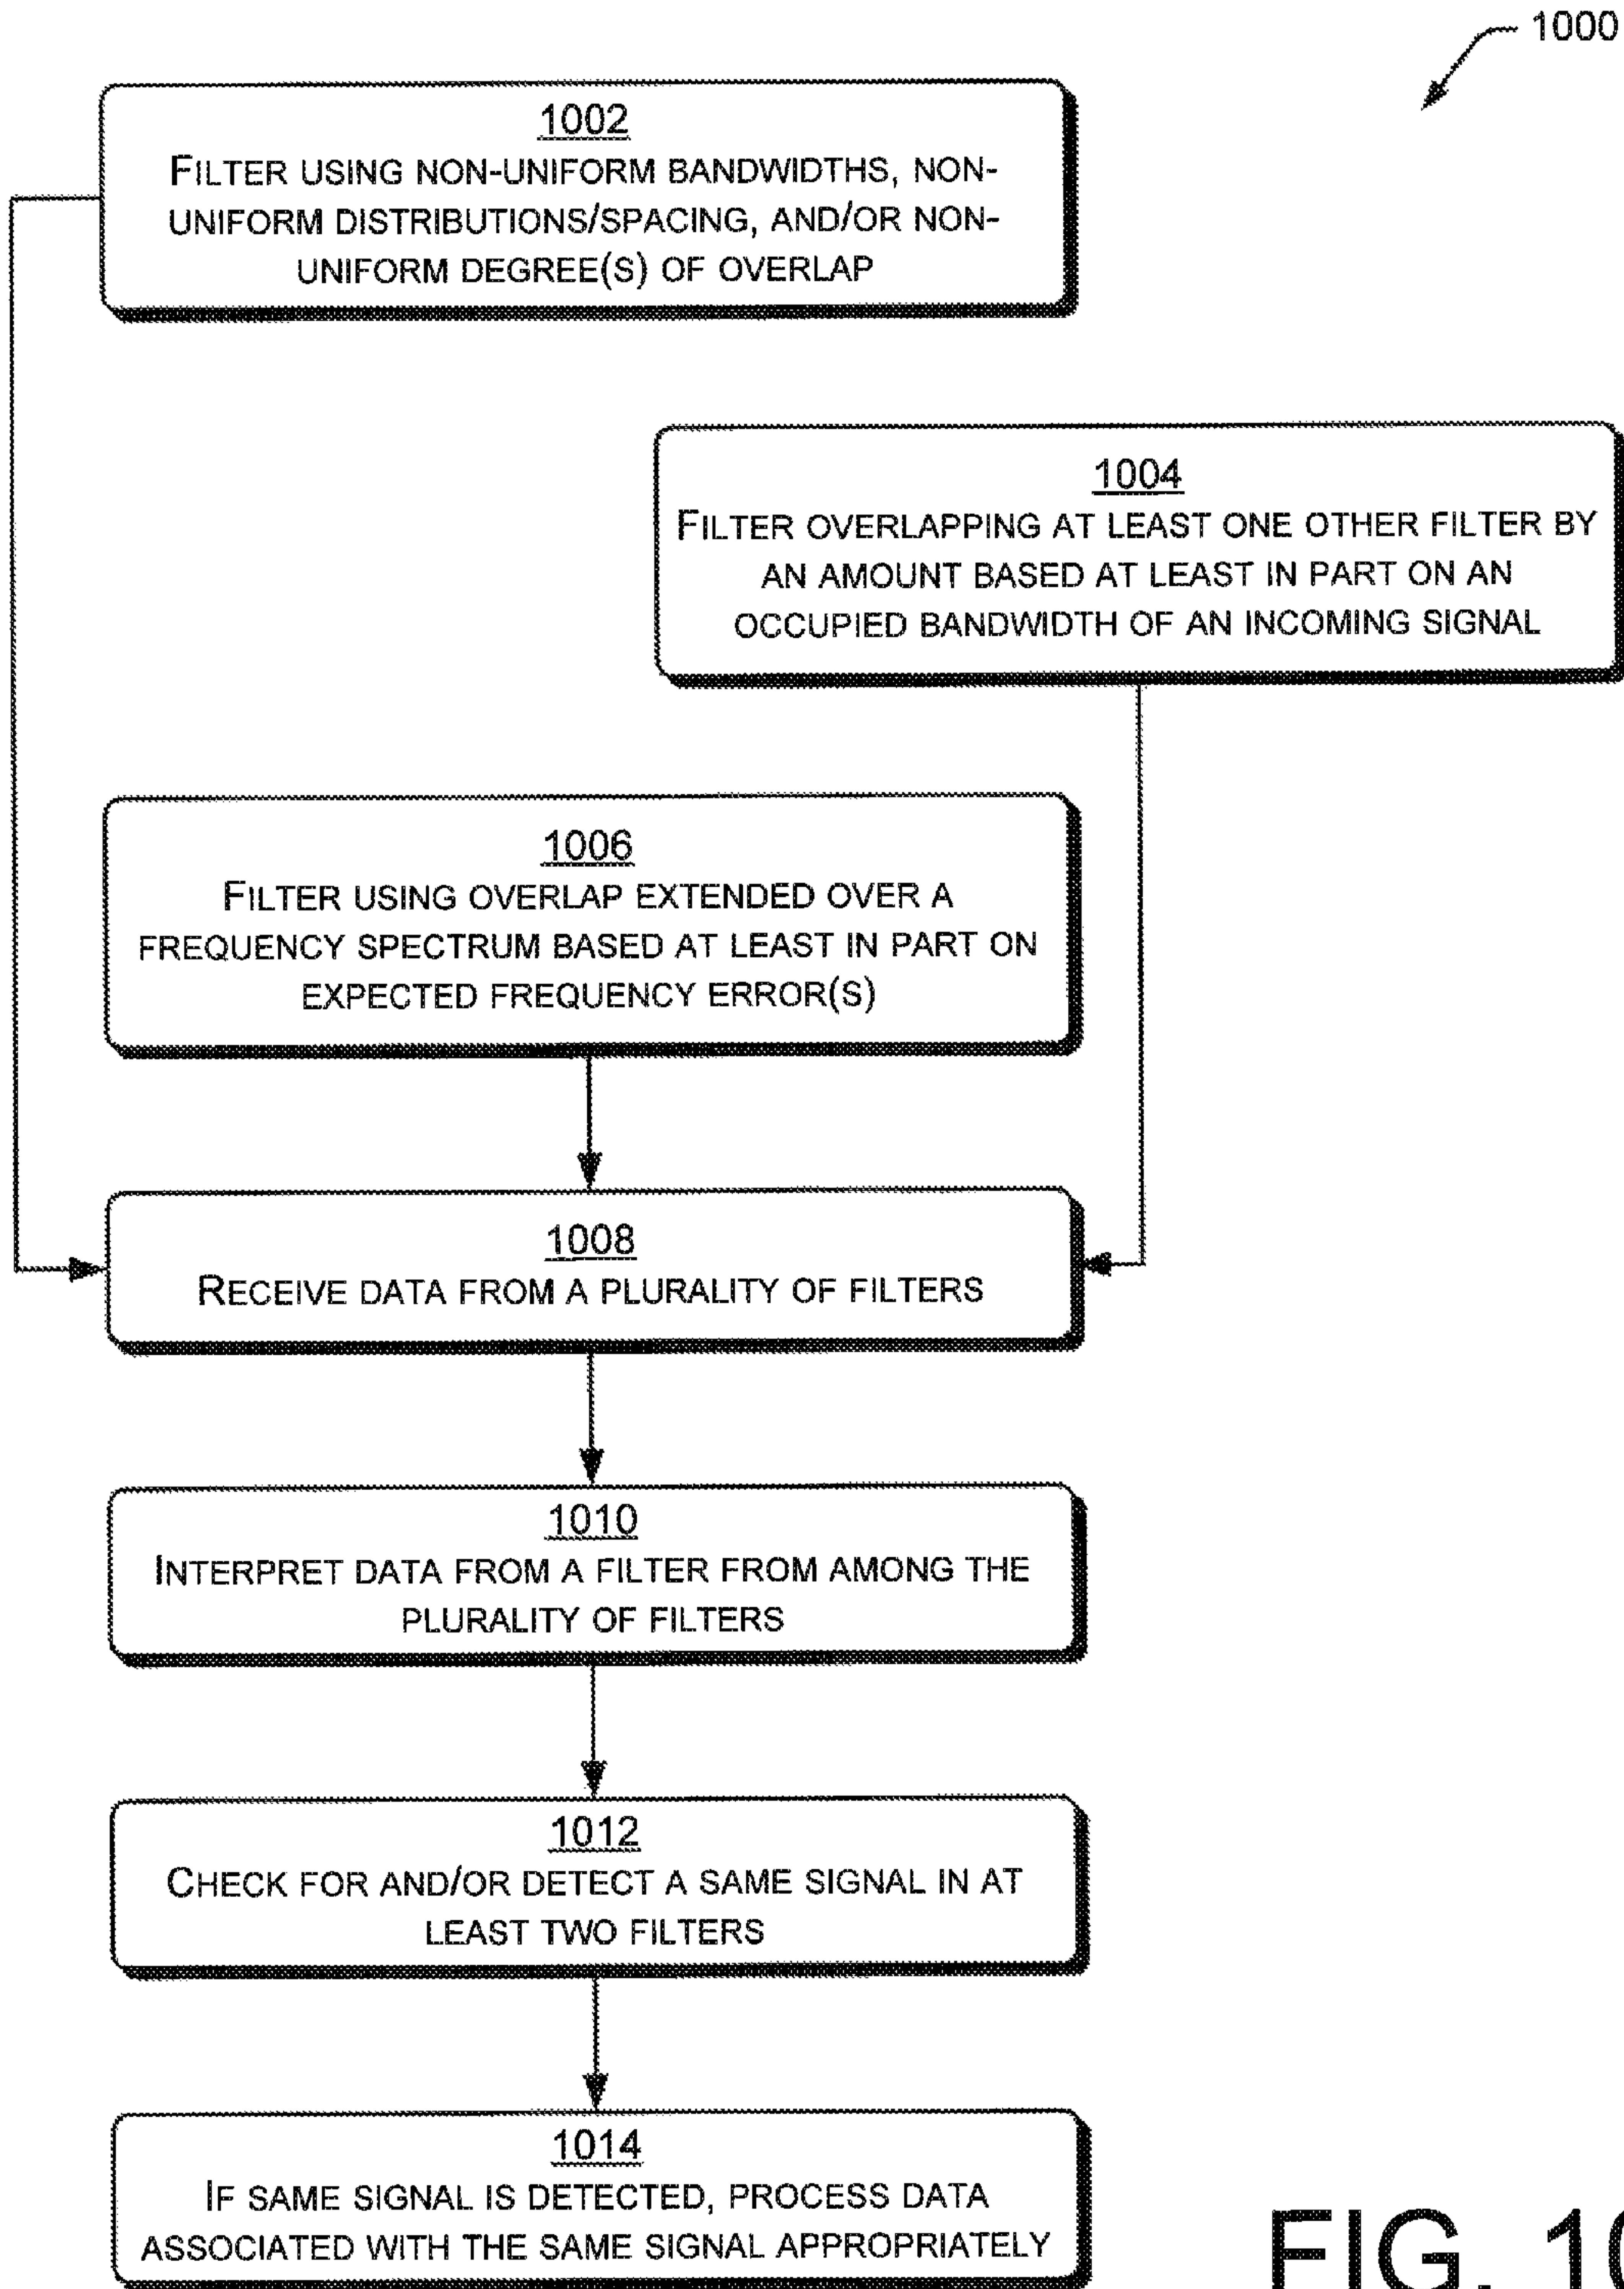 1000
1002
FILTER USING NON-UNIFORM BANDWIDTHS, NON-
UNIFORM DISTRIBUTIONS/SPACING, AND/OR NON-
UNIFORM DEGREE(S) OF OVERLAP
1004
FILTER OVERLAPPING AT LEAST ONE OTHER FILTER BY
AN AMOUNT BASED AT LEAST IN PART ON AN
OCCUPIED BANDWIDTH OF AN INCOMING SIGNAL
1006
FILTER USING OVERLAP EXTENDED OVER A
FREQUENCY SPECTRUM BASED AT LEAST IN PART ON
EXPECTED FREQUENCY ERROR(S)
1008
RECEIVE DATA FROM A PLURALITY OF FILTERS
1010
INTERPRET DATA FROM A FILTER FROM AMONG THE
PLURALITY OF FILTERS
1012
CHECK FOR AND/OR DETECT A SAME SIGNAL IN AT
LEAST TWO FILTERS
1014
IF SAME SIGNAL IS DETECTED, PROCESS DATA
ASSOCIATED WITH THE SAME SIGNAL APPROPRIATELY
FIG. 10